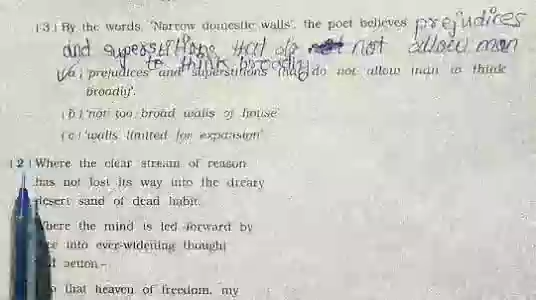 (3) By the words, 'Narrow domestic walls', the poet believes prejudices
and superstitions that do not allow man
to think broadly
(a) 'prejudices and superstitions that do not allow man to think
broadly'.
(b) 'not too broad walls of house'
(c) 'walls limited for expansion'
(2) Where the clear stream of reason
has not lost its way into the dreary
desert sand of dead habit.
Where the mind is led forward by
into ever-widening thought
action-
that heaven of freedom, my